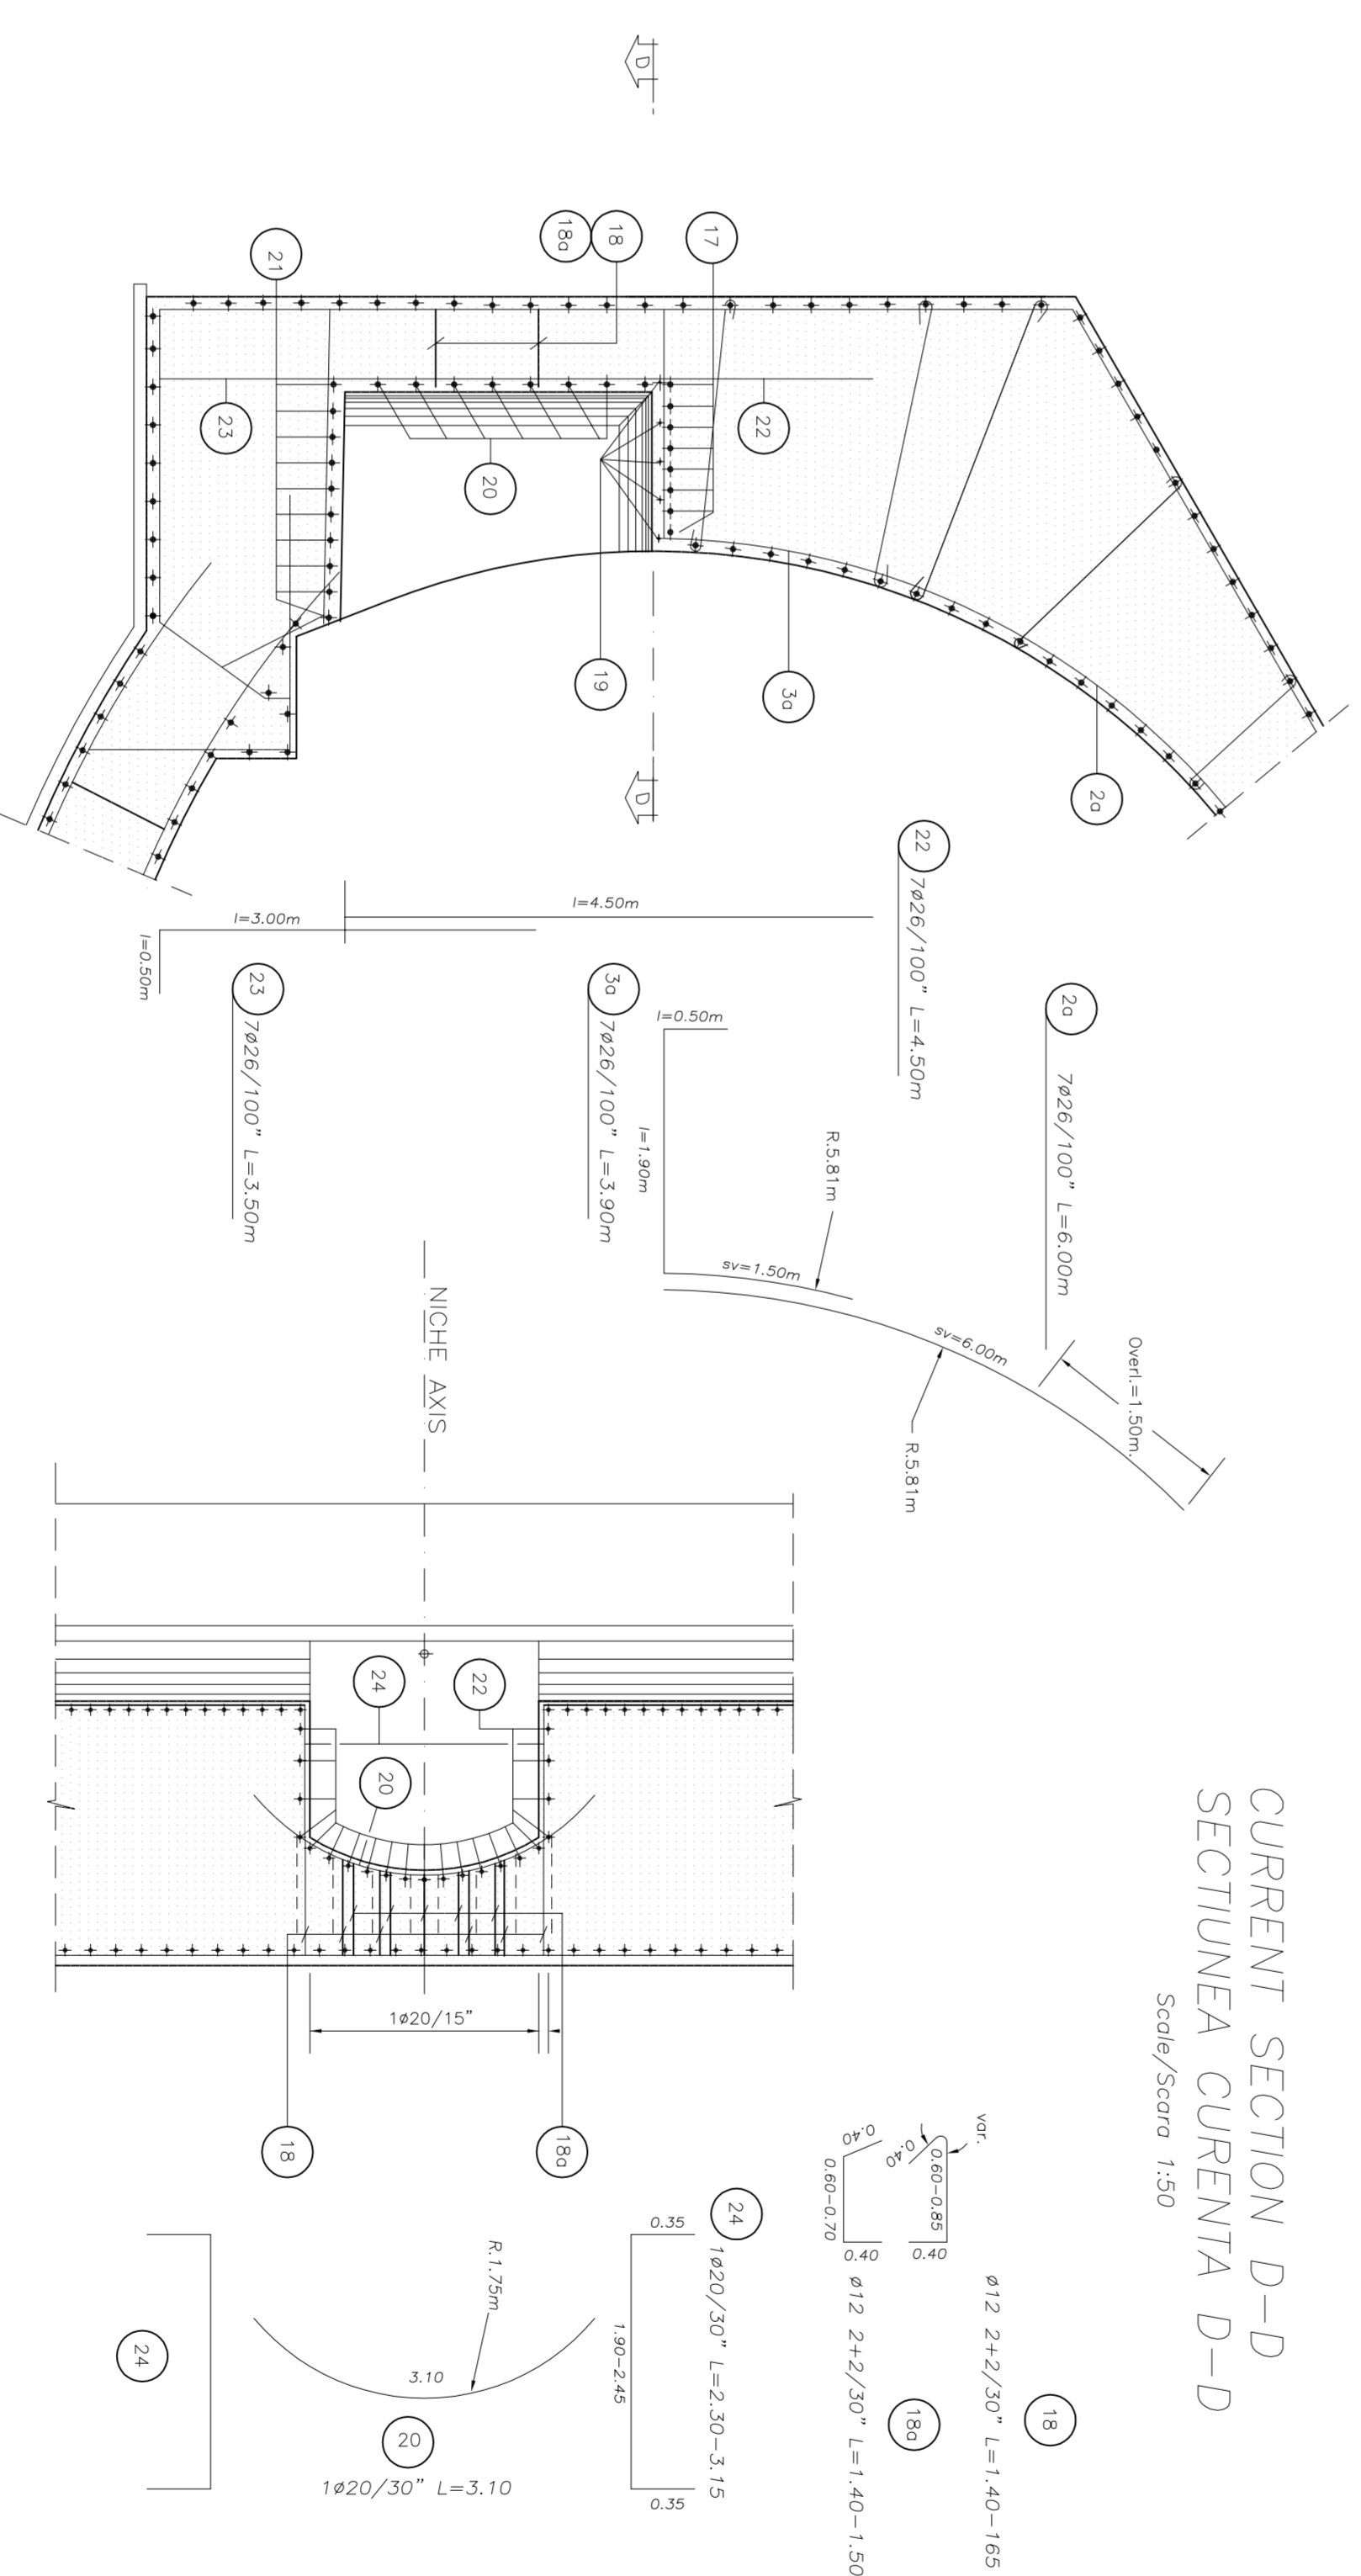 CURRENT SECTION D-D
SECTIUNEA CURENTA D-D
Scale/Scara 1:50
D
D
17
18
18a
21
22
23
20
19
3a
2a
22
7ø26/100” L=4.50m
2a
7ø26/100” L=6.00m
3a
7ø26/100” L=3.90m
23
7ø26/100” L=3.50m
l=4.50m
l=3.00m
l=0.50m
l=0.50m
l=1.90m
sv=1.50m
R.5.81m
sv=6.00m
R.5.81m
Overl.=1.50m.
NICHE AXIS
22
24
20
1ø20/15”
18a
18
var.
0.60-0.85
0.40
0.40
0.40
0.60-0.70
0.40
18
ø12 2+2/30” L=1.40-165
18a
ø12 2+2/30” L=1.40-1.50
24
1ø20/30” L=2.30-3.15
0.35
1.90-2.45
0.35
R.1.75m
3.10
20
1ø20/30” L=3.10
24